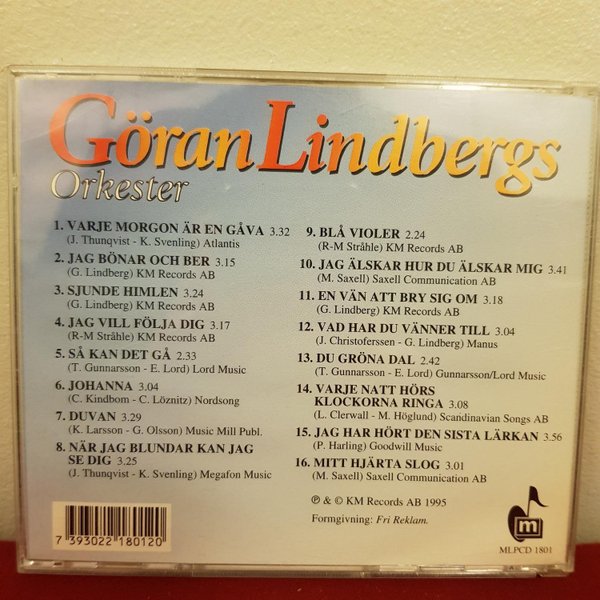 Göran Lindbergs
Orkester
1. VARJE MORGON ÄR EN GÅVA 3.32
(J. Thunqvist - K. Svenling) Atlantis
2. JAG BÖNAR OCH BER 3.15
(G. Lindberg) KM Records AB
3. SJUNDE HIMLEN 3.24
(G. Lindberg) KM Records AB
4. JAG VILL FÖLJA DIG 3.17
(R-M Stråhle) KM Records AB
5. SÅ KAN DET GÅ 2.33
(T. Gunnarsson - E. Lord) Lord Music
6. JOHANNA 3.04
(C. Kindbom - C. Löznitz) Nordsong
7. DUVAN 3.29
(K. Larsson - G. Olsson) Music Mill Publ.
8. NÄR JAG BLUNDAR KAN JAG
SE DIG 3.25
(J. Thunqvist - K. Svenling) Megafon Music
9. BLÅ VIOLER 2.24
(R-M Stråhle) KM Records AB
10. JAG ÄLSKAR HUR DU ÄLSKAR MIG 3.41
(M. Saxell) Saxell Communication AB
11. EN VÄN ATT BRY SIG OM 3.18
(G. Lindberg) KM Records AB
12. VAD HAR DU VÄNNER TILL 3.04
(J. Christoferssen - G. Lindberg) Manus
13. DU GRÖNA DAL 2.42
(T. Gunnarsson - E. Lord) Gunnarsson/Lord Music
14. VARJE NATT HÖRS
KLOCKORNA RINGA 3.08
(L. Clerwall - M. Höglund) Scandinavian Songs AB
15. JAG HAR HÖRT DEN SISTA LÄRKAN 3.56
(P. Harling) Goodwill Music
16. MITT HJÄRTA SLOG 3.01
(M. Saxell) Saxell Communication AB
℗ & © KM Records AB 1995
Formgivning: Fri Reklam.
7 393022 180120
m
MLPCD 1801